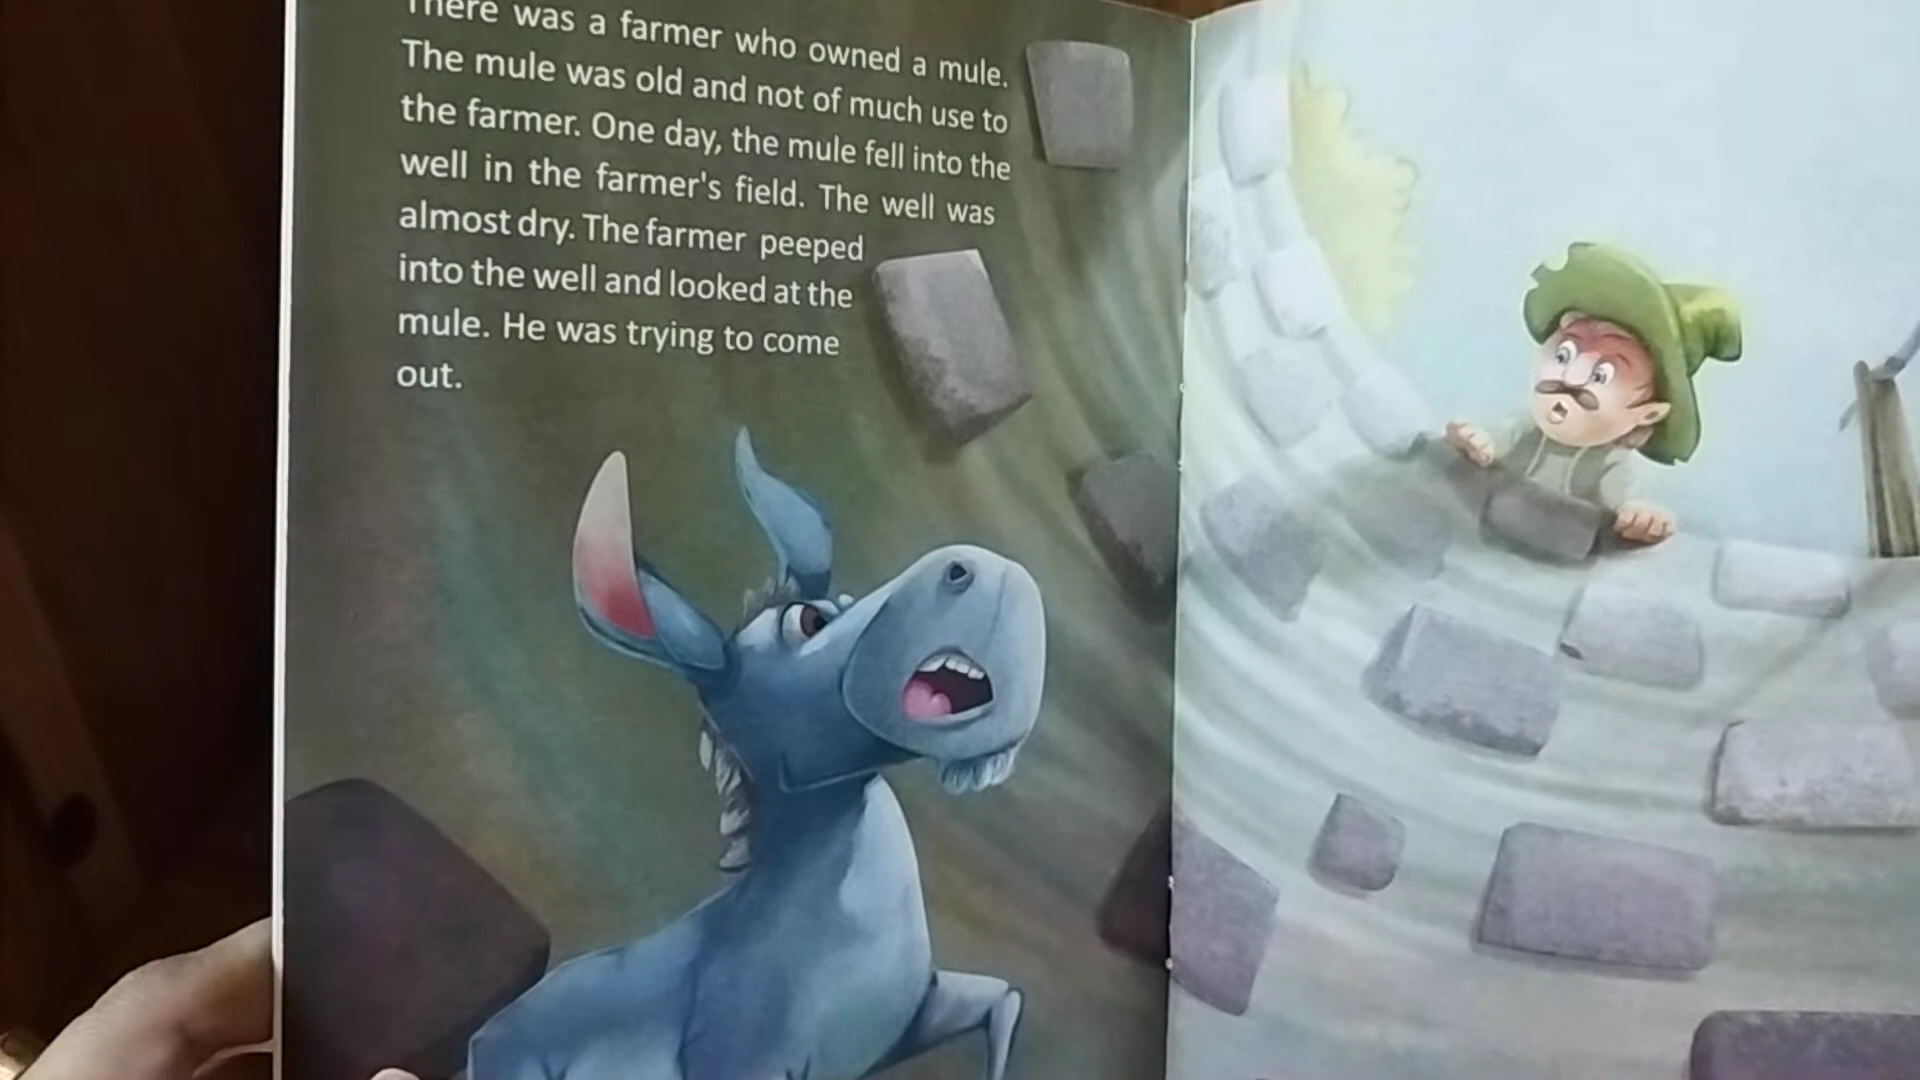 There was a farmer who owned a mule.
The mule was old and not of much use to
the farmer. One day, the mule fell into the
well in the farmer's field. The well was
almost dry. The farmer peeped
into the well and looked at the
mule. He was trying to come
out.